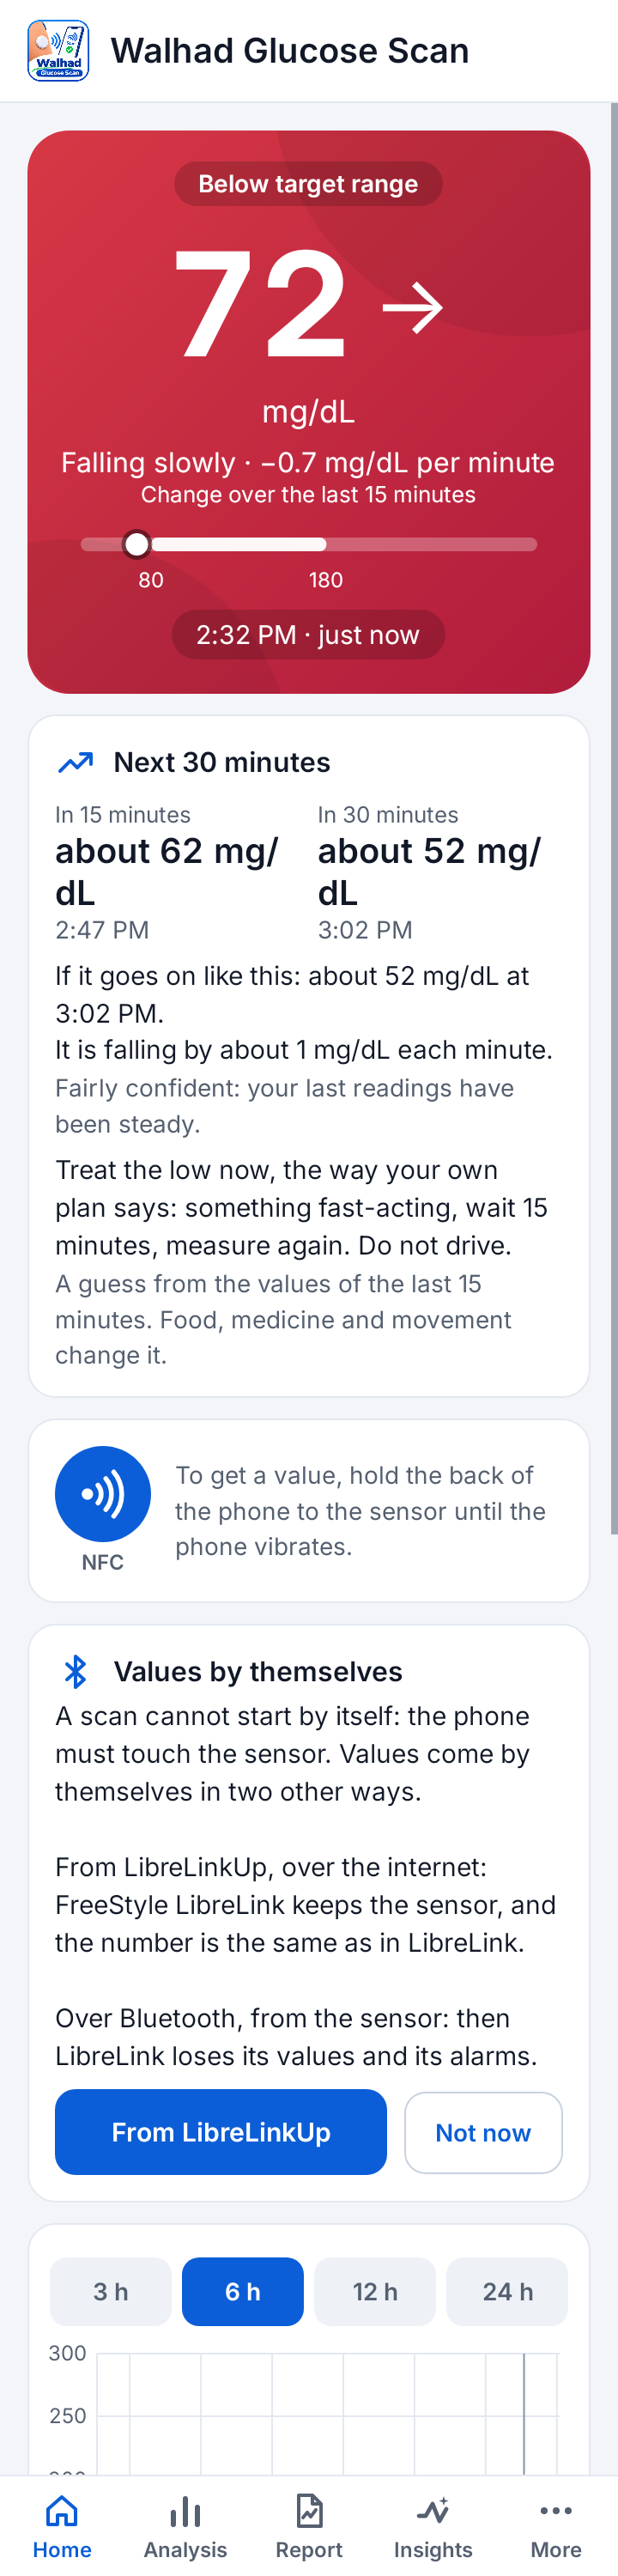 Walhad
Glucose Scan
Walhad Glucose Scan
Below target range
72 →
mg/dL
Falling slowly · −0.7 mg/dL per minute
Change over the last 15 minutes
80 180
2:32 PM · just now
Next 30 minutes
In 15 minutes
about 62 mg/
dL
2:47 PM
In 30 minutes
about 52 mg/
dL
3:02 PM
If it goes on like this: about 52 mg/dL at
3:02 PM.
It is falling by about 1 mg/dL each minute.
Fairly confident: your last readings have
been steady.
Treat the low now, the way your own
plan says: something fast-acting, wait 15
minutes, measure again. Do not drive.
A guess from the values of the last 15
minutes. Food, medicine and movement
change it.
NFC
To get a value, hold the back of
the phone to the sensor until the
phone vibrates.
Values by themselves
A scan cannot start by itself: the phone
must touch the sensor. Values come by
themselves in two other ways.
From LibreLinkUp, over the internet:
FreeStyle LibreLink keeps the sensor, and
the number is the same as in LibreLink.
Over Bluetooth, from the sensor: then
LibreLink loses its values and its alarms.
From LibreLinkUp
Not now
3 h 6 h 12 h 24 h
300
250
Home Analysis Report Insights More